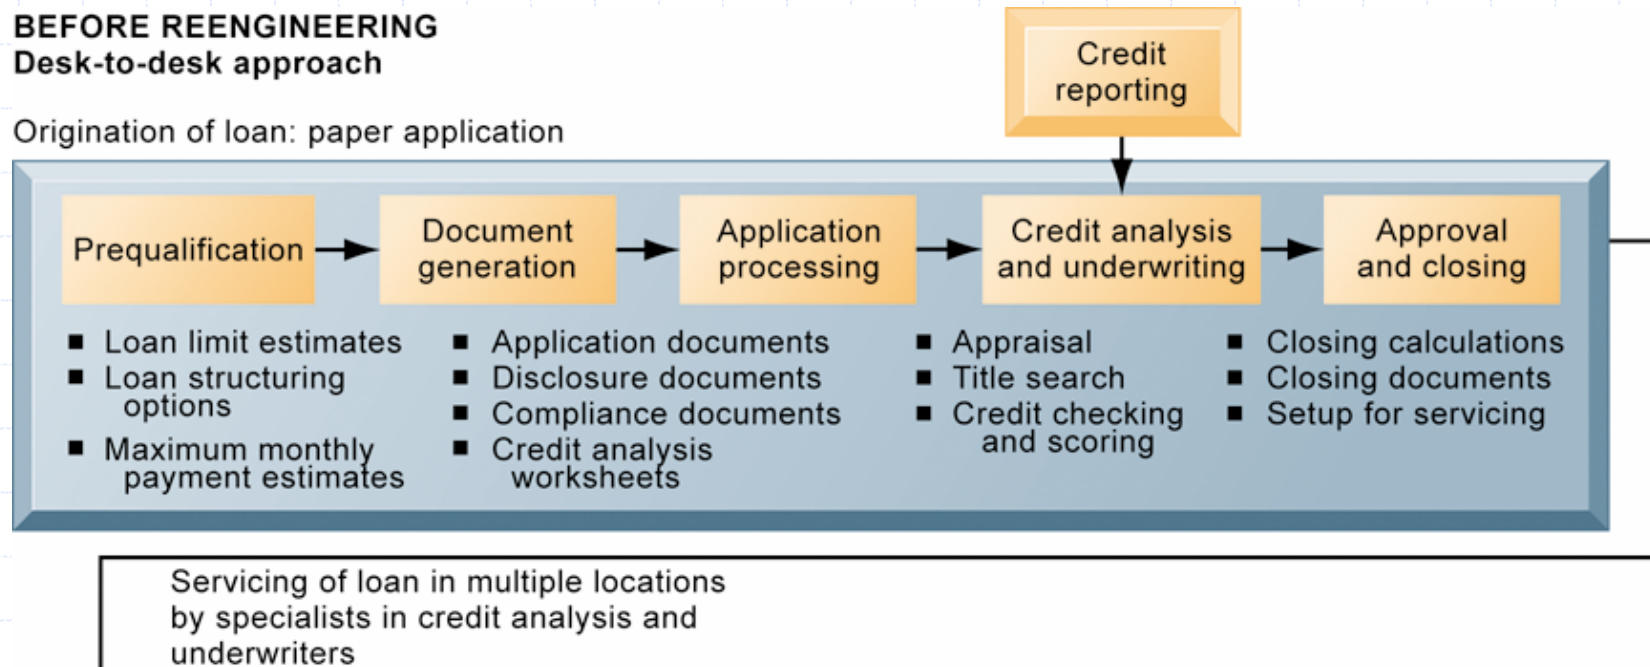 BEFORE REENGINEERING
Desk-to-desk approach
Origination of loan: paper application
Credit
reporting
Prequalification
Document
generation
Application
processing
Credit analysis
and underwriting
Approval
and closing
■ Loan limit estimates
■ Loan structuring
options
■ Maximum monthly
payment estimates
■ Application documents
■ Disclosure documents
■ Compliance documents
■ Credit analysis
worksheets
■ Appraisal
■ Title search
■ Credit checking
and scoring
■ Closing calculations
■ Closing documents
■ Setup for servicing
Servicing of loan in multiple locations
by specialists in credit analysis and
underwriters